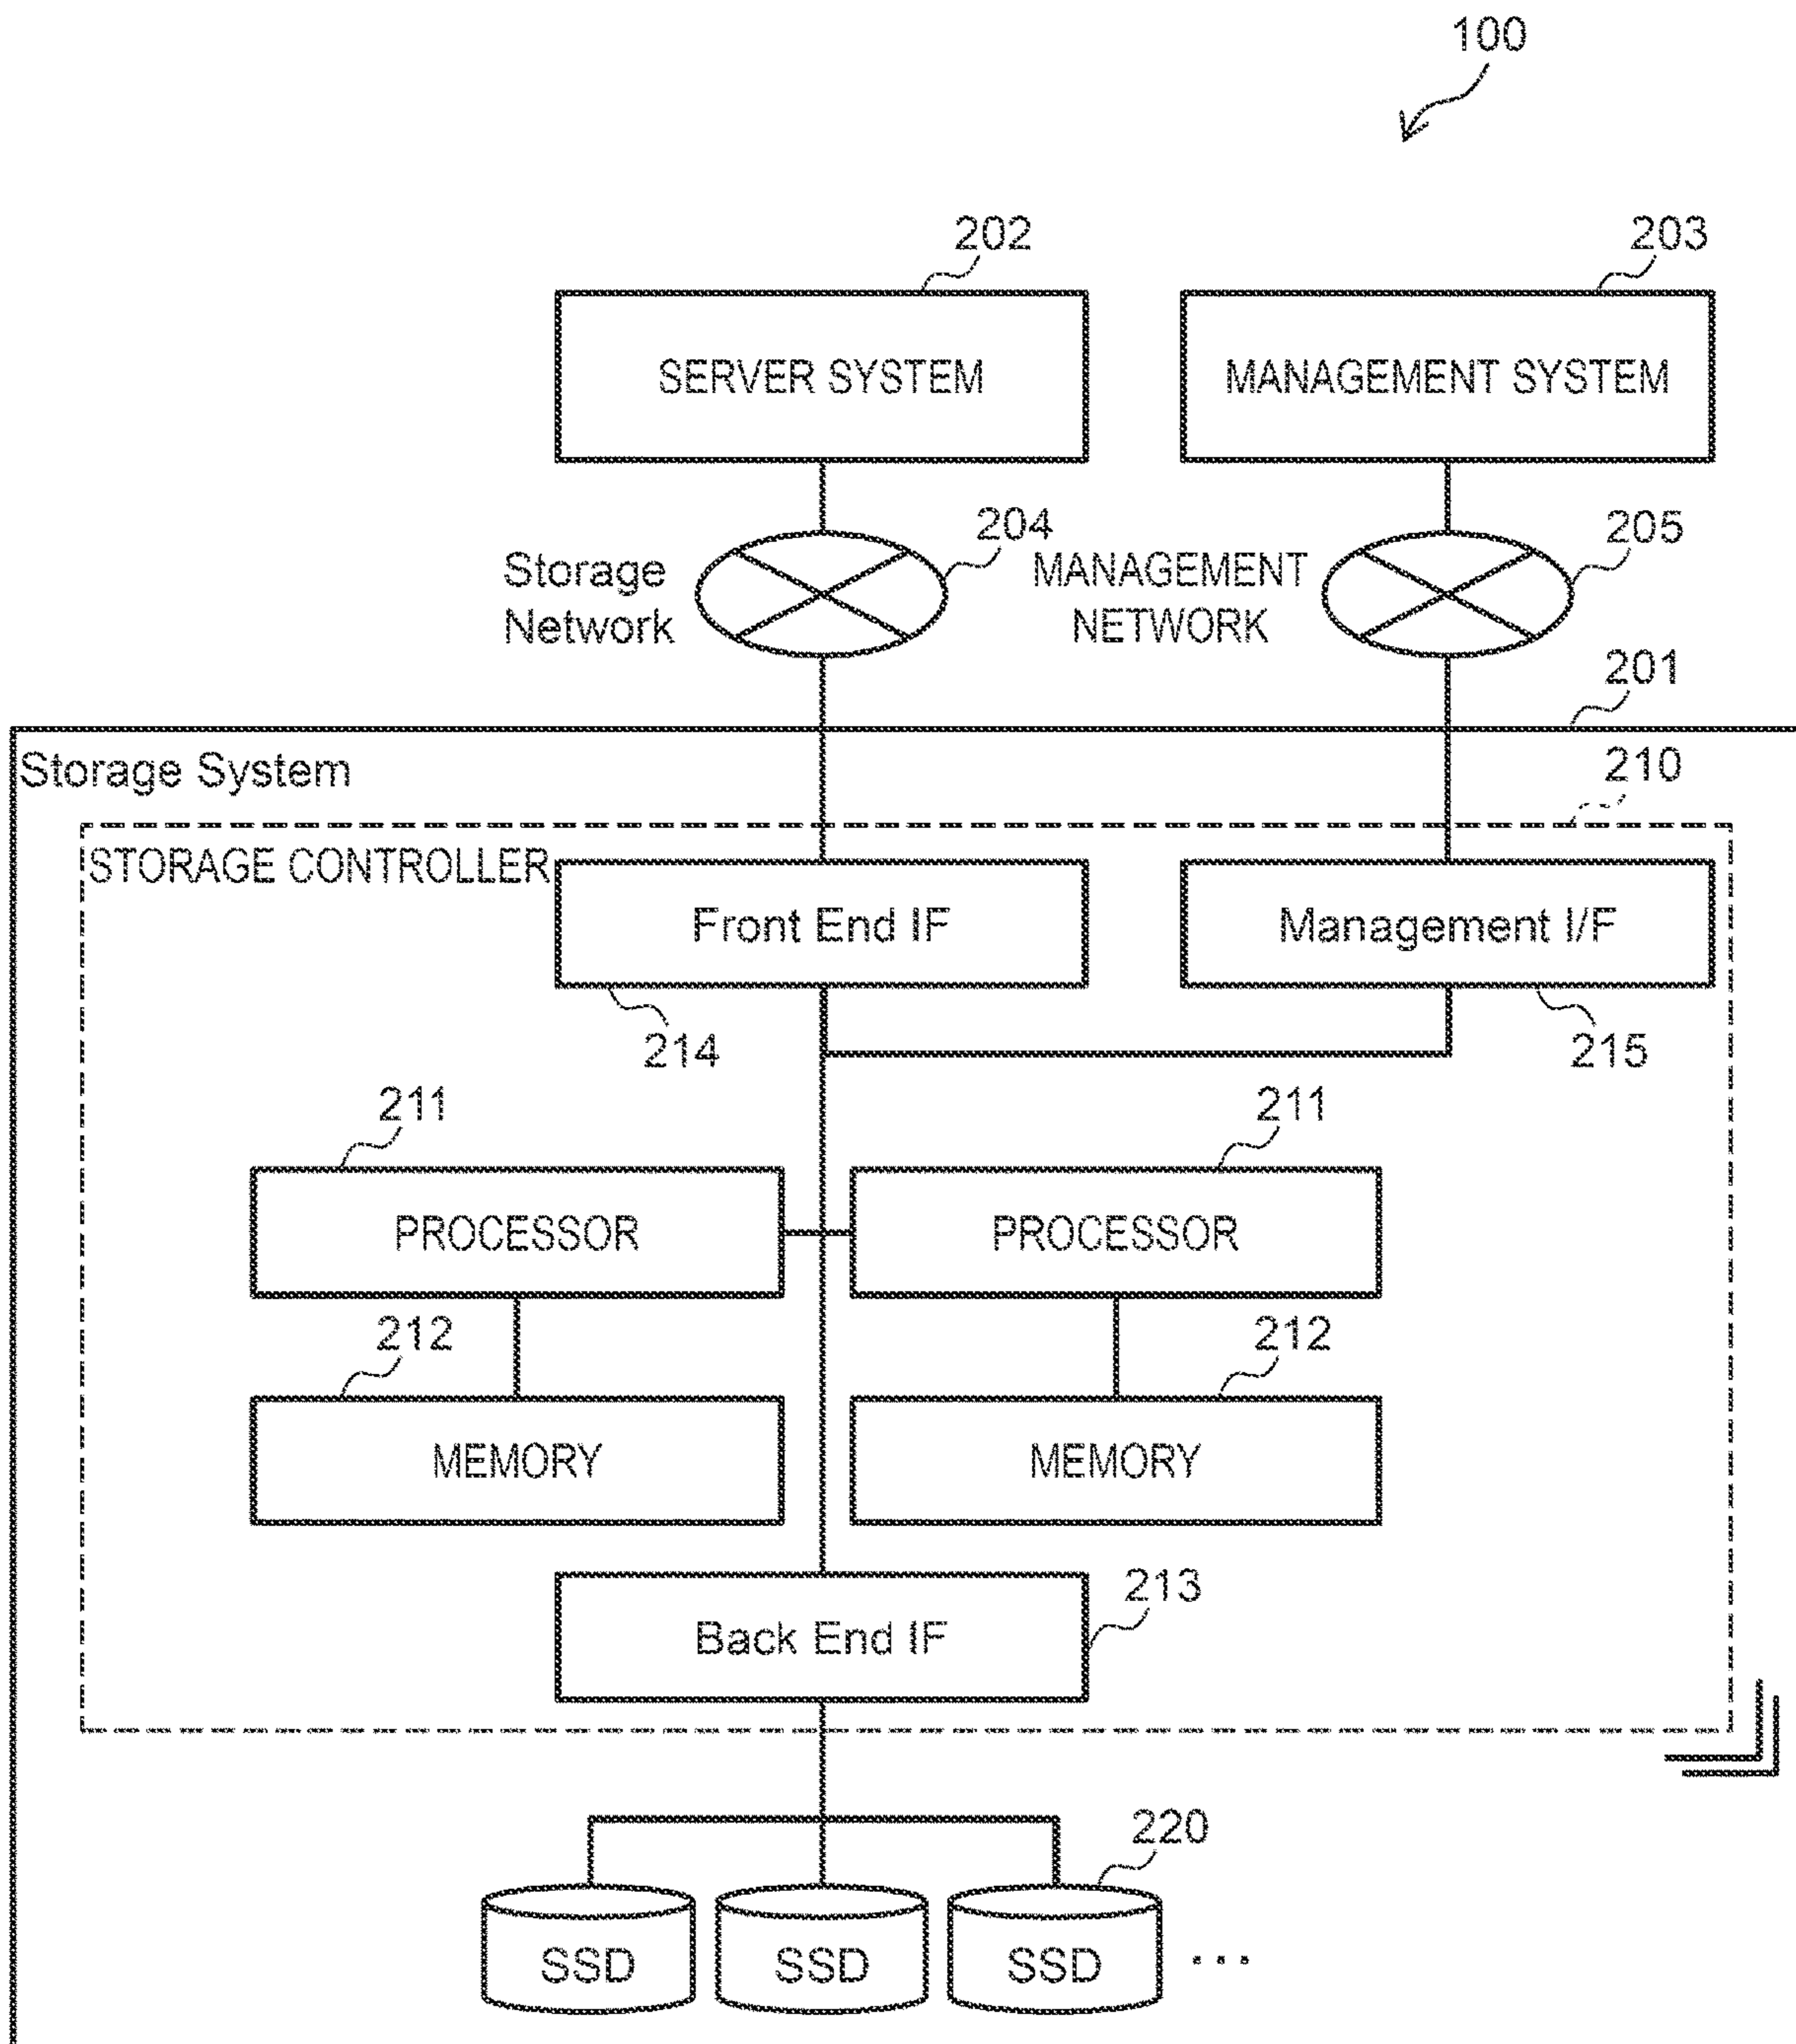 100
202
203
SERVER SYSTEM
MANAGEMENT SYSTEM
204
205
Storage
Network
MANAGEMENT
NETWORK
201
Storage System
210
STORAGE CONTROLLER
Front End IF
Management I/F
214
215
211
211
PROCESSOR
PROCESSOR
212
212
MEMORY
MEMORY
213
Back End IF
220
SSD
SSD
SSD
...